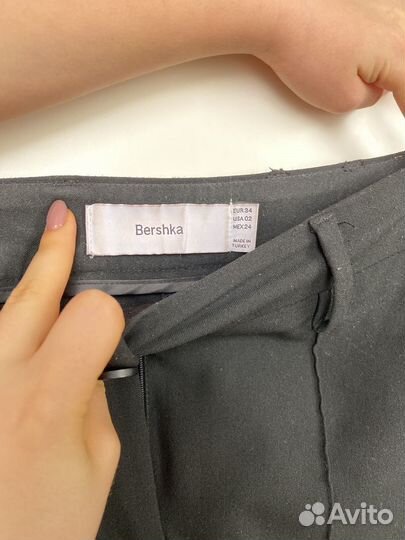 Bershka
EUR 34
USA 02
MEX 24
MADE IN
TURKEY
Avito